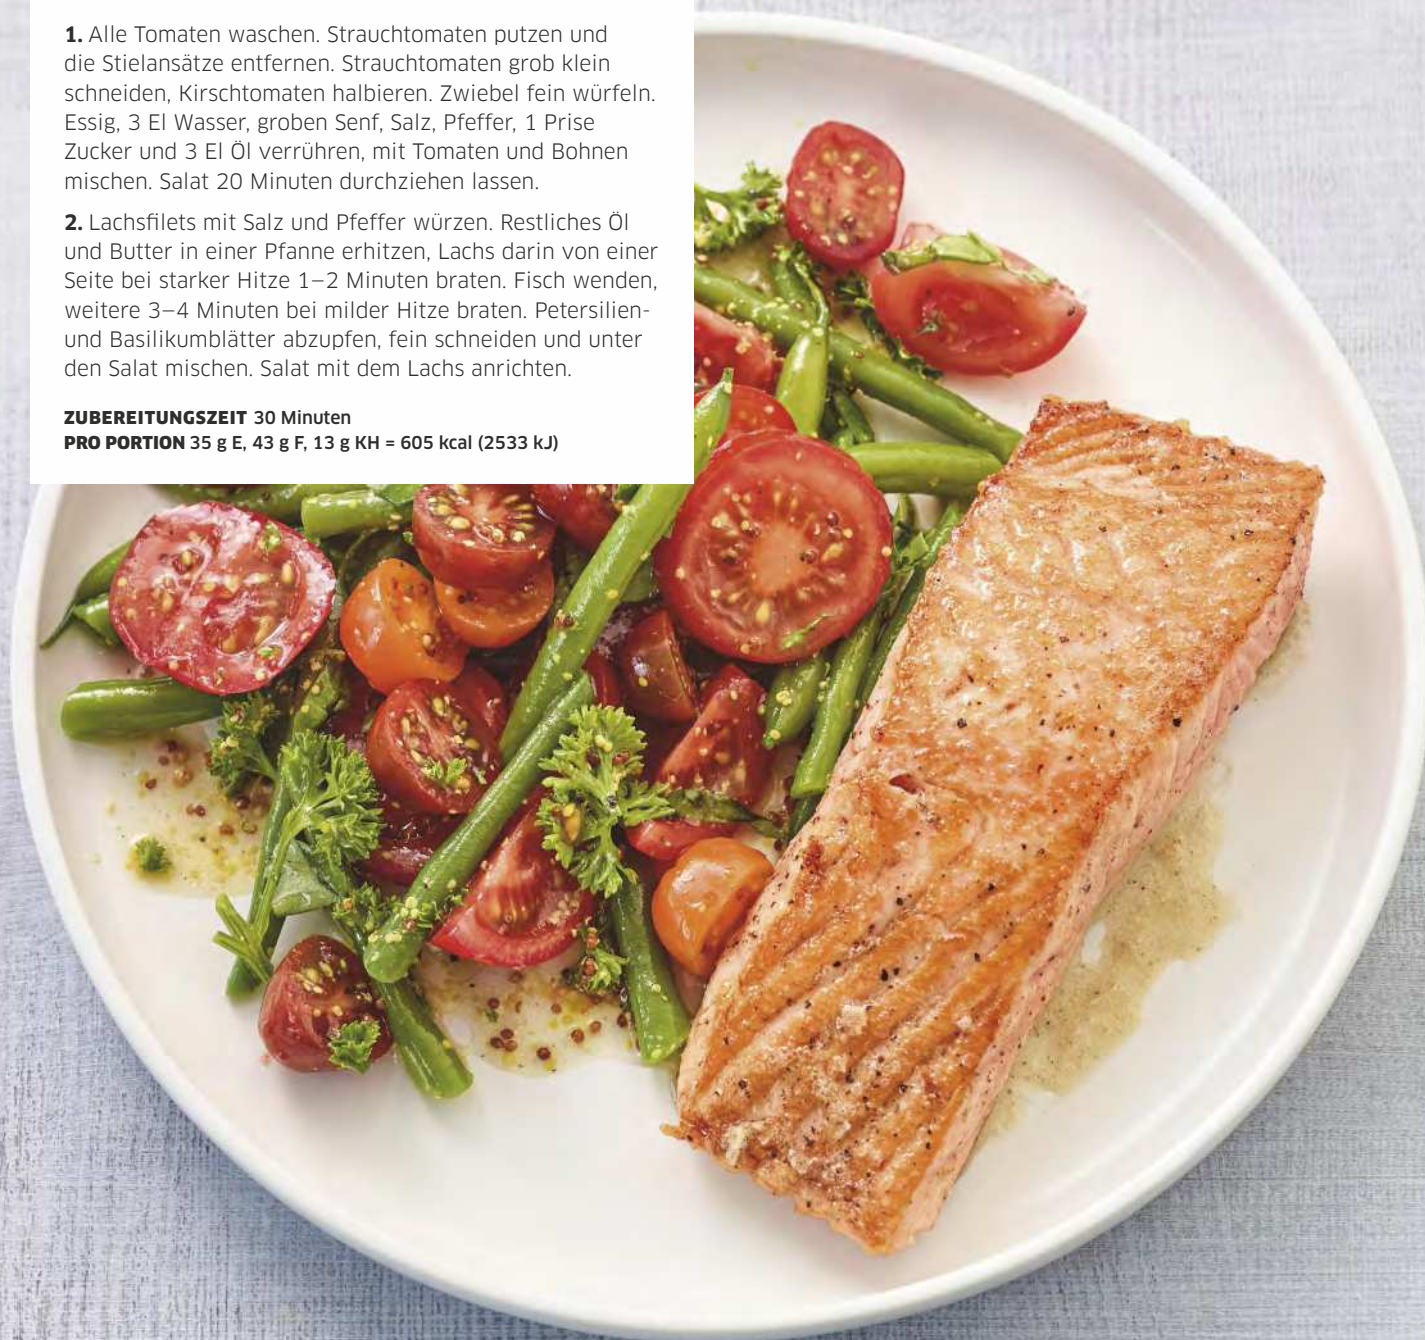 1. Alle Tomaten waschen. Strauchtomaten putzen und
die Stielansätze entfernen. Strauchtomaten grob klein
schneiden, Kirschtomaten halbieren. Zwiebel fein würfeln.
Essig, 3 El Wasser, groben Senf, Salz, Pfeffer, 1 Prise
Zucker und 3 El Öl verrühren, mit Tomaten und Bohnen
mischen. Salat 20 Minuten durchziehen lassen.
2. Lachsfilets mit Salz und Pfeffer würzen. Restliches Öl
und Butter in einer Pfanne erhitzen, Lachs darin von einer
Seite bei starker Hitze 1–2 Minuten braten. Fisch wenden,
weitere 3–4 Minuten bei milder Hitze braten. Petersilien-
und Basilikumblätter abzupfen, fein schneiden und unter
den Salat mischen. Salat mit dem Lachs anrichten.
ZUBEREITUNGSZEIT 30 Minuten
PRO PORTION 35 g E, 43 g F, 13 g KH = 605 kcal (2533 kJ)